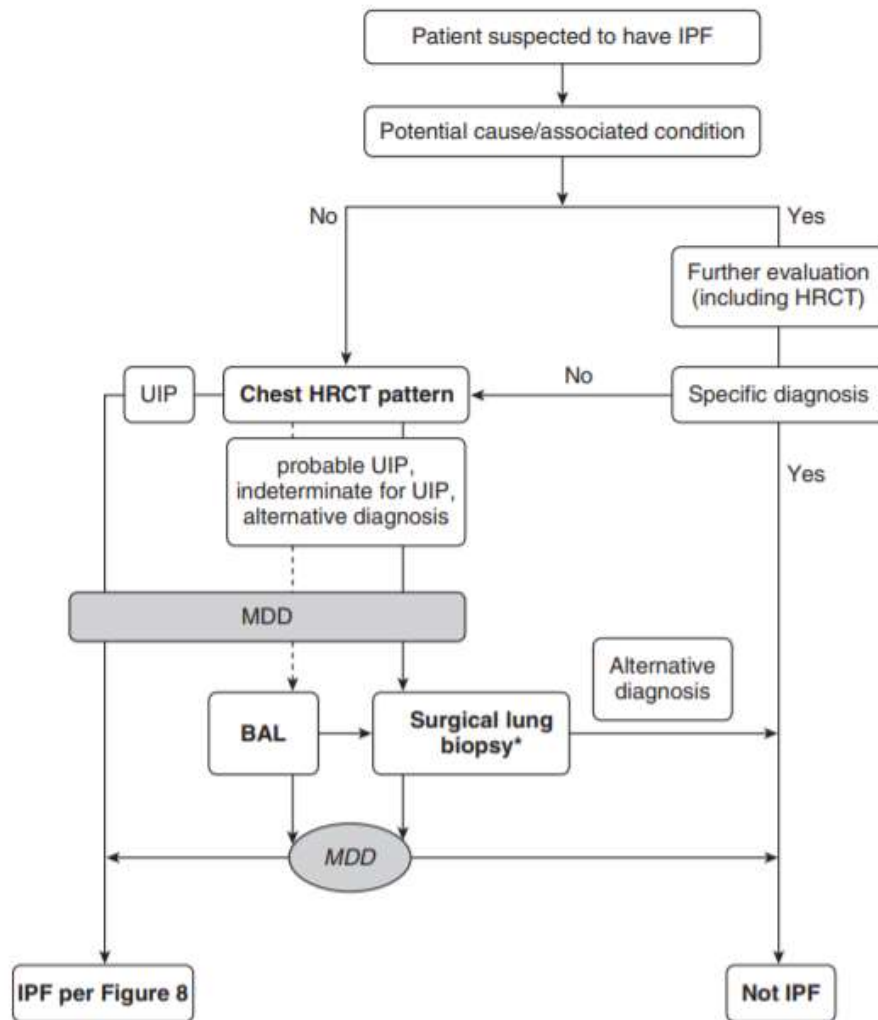 Patient suspected to have IPF
Potential cause/associated condition
No
Yes
Further evaluation
(including HRCT)
UIP
Chest HRCT pattern
No
Specific diagnosis
probable UIP,
indeterminate for UIP,
alternative diagnosis
Yes
MDD
Alternative
diagnosis
BAL
Surgical lung
biopsy*
MDD
IPF per Figure 8
Not IPF